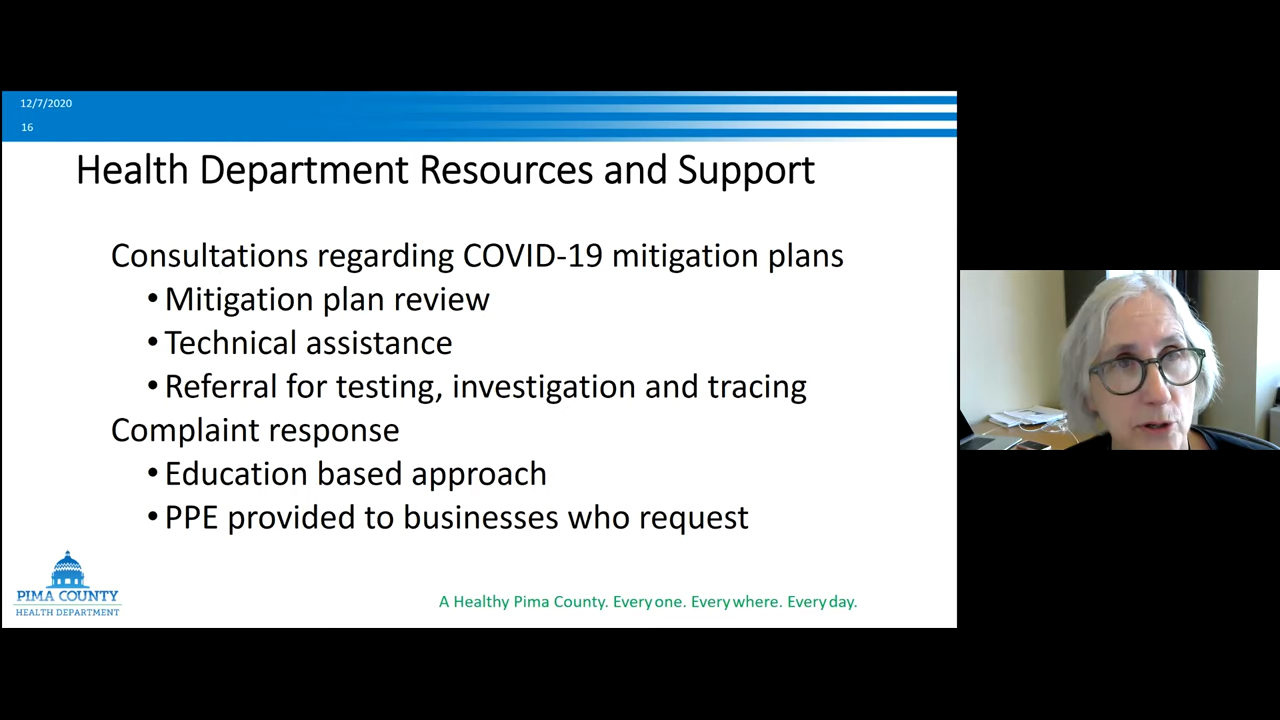 12/7/2020
16
Health Department Resources and Support
Consultations regarding COVID-19 mitigation plans
• Mitigation plan review
• Technical assistance
• Referral for testing, investigation and tracing
Complaint response
• Education based approach
• PPE provided to businesses who request
PIMA COUNTY
HEALTH DEPARTMENT
A Healthy Pima County. Every one. Every where. Every day.